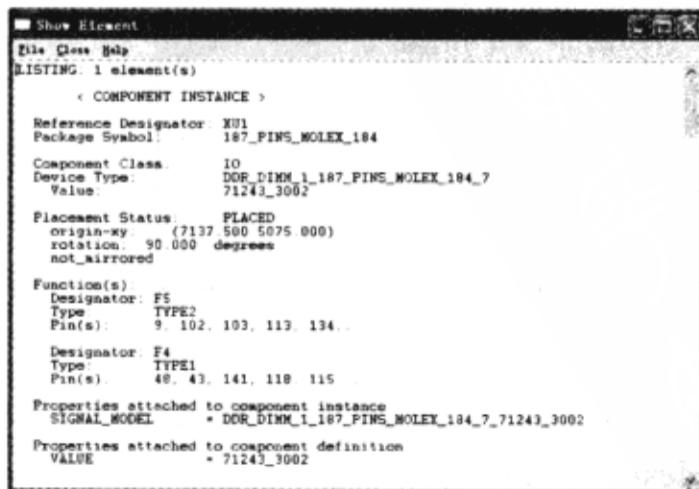 Show Element
File Close Help
LISTING: 1 element(s)
< COMPONENT INSTANCE >
Reference Designator: XU1
Package Symbol: 187_PINS_MOLEX_184
Component Class: IO
Device Type: DDR_DIMM_1_187_PINS_MOLEX_184_7
Value: 71243_3002
Placement Status: PLACED
origin-xy: (7137.500 5075.000)
rotation: 90.000 degrees
not_mirrored
Function(s):
Designator: F5
Type: TYPE2
Pin(s): 9, 102, 103, 113, 134..
Designator: F4
Type: TYPE1
Pin(s): 48, 43, 141, 118, 115
Properties attached to component instance
SIGNAL_MODEL = DDR_DIMM_1_187_PINS_MOLEX_184_7_71243_3002
Properties attached to component definition
VALUE = 71243_3002